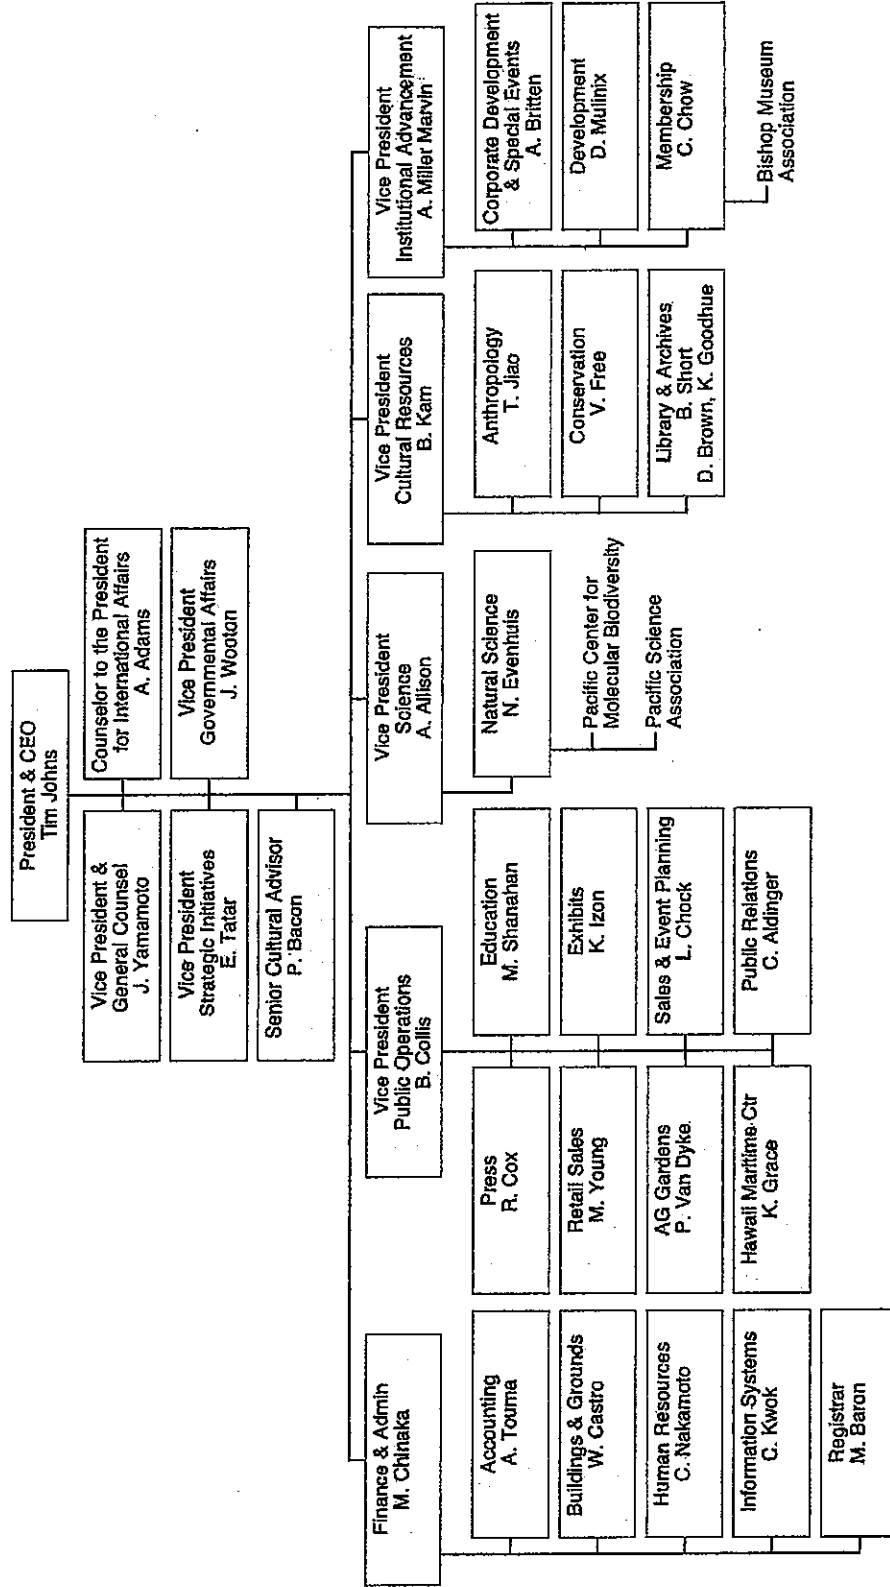 President & CEO
Tim Johns
Vice President &
General Counsel
J. Yamamoto
Counselor to the President
for International Affairs
A. Adams
Vice President
Strategic Initiatives
E. Tatar
Vice President
Governmental Affairs
J. Wooton
Senior Cultural Advisor
P. Bacon
Finance & Admin
M. Chinaka
Accounting
A. Touma
Buildings & Grounds
W. Castro
Human Resources
C. Nakamoto
Information Systems
C. Kwok
Registrar
M. Baron
Vice President
Public Operations
B. Collis
Press
R. Cox
Education
M. Shanahan
Retail Sales
M. Young
Exhibits
K. Izon
AG Gardens
P. Van Dyke
Sales & Event Planning
L. Chock
Hawaii Maritime Ctr
K. Grace
Public Relations
C. Aldinger
Vice President
Science
A. Allison
Natural Science
N. Evenhuis
Pacific Center for
Molecular Biodiversity
Pacific Science
Association
Vice President
Cultural Resources
B. Kam
Anthropology
T. Jiao
Conservation
V. Free
Library & Archives
B. Short
D. Brown, K. Goodhue
Vice President
Institutional Advancement
A. Miller Marvin
Corporate Development
& Special Events
A. Britten
Development
D. Mulinix
Membership
C. Chow
Bishop Museum
Association